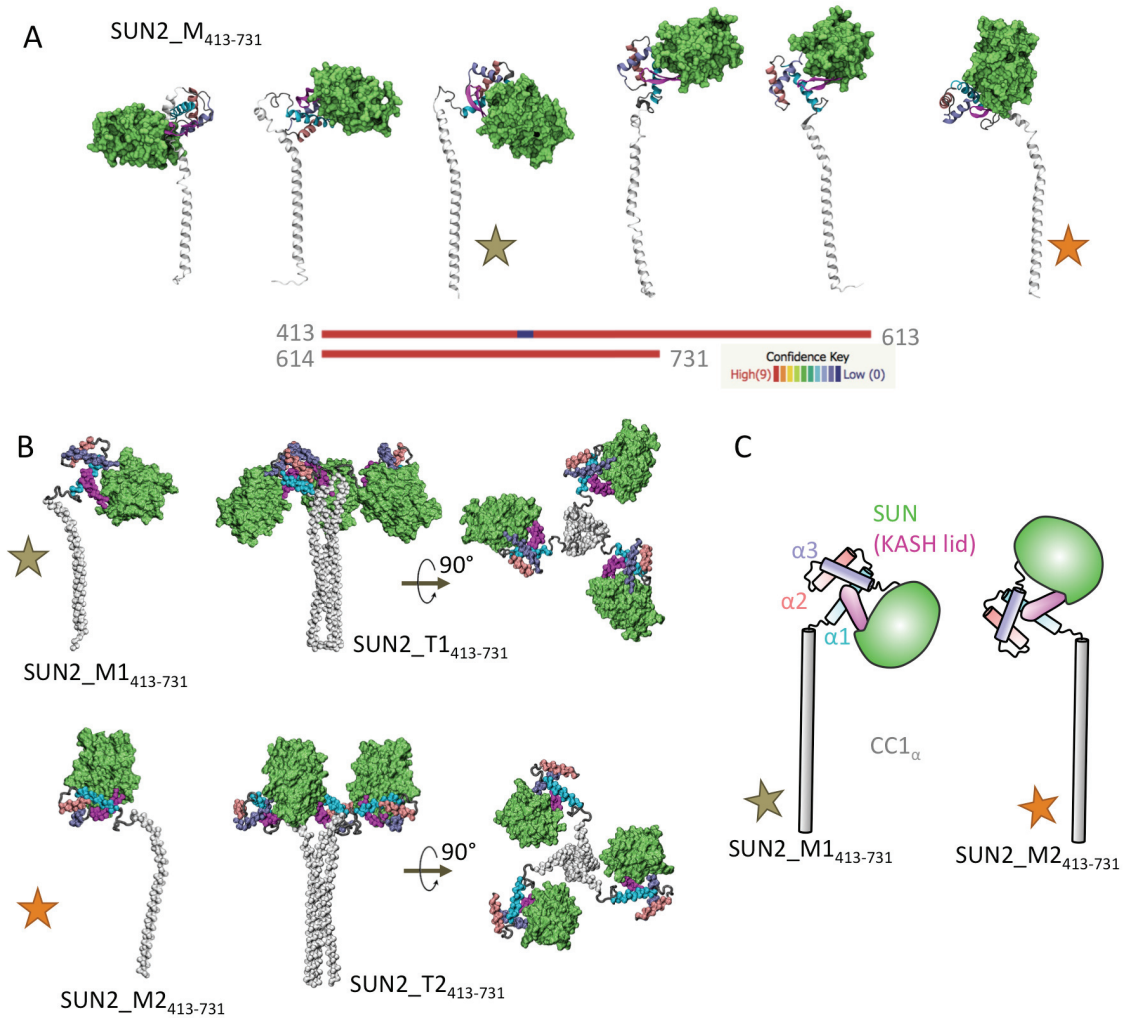 A
SUN2_M413-731
413
613
614
731
Confidence Key
High(9) Low (0)
B
90°
SUN2_M1413-731
SUN2_T1413-731
90°
SUN2_M2413-731
SUN2_T2413-731
C
SUN
(KASH lid)
α3
α2
α1
CC1α
SUN2_M1413-731
SUN2_M2413-731